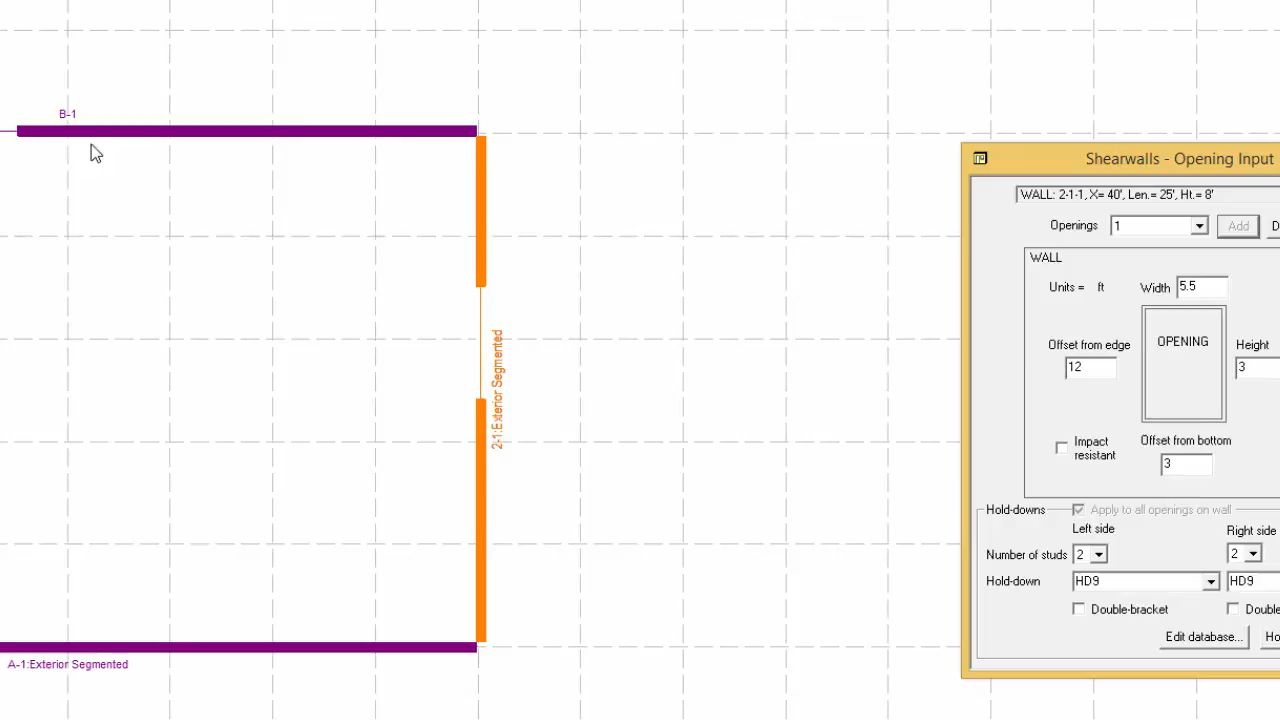 B-1
2-1:Exterior Segmented
A-1:Exterior Segmented
Shearwalls - Opening Input
WALL: 2-1-1, X= 40', Len.= 25', Ht.= 8'
Openings 1 Add D
WALL
Units = ft Width 5.5
Offset from edge OPENING Height
12 3
Impact resistant Offset from bottom
3
Hold-downs Apply to all openings on wall
Left side Right side
Number of studs 2 2
Hold-down HD9 HD9
Double-bracket Double
Edit database... Ho